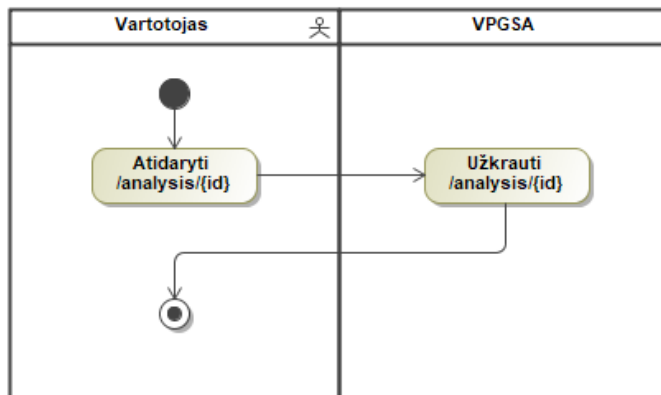 Vartotojas
VPGSA
Atidaryti
/analysis/{id}
Užkrauti
/analysis/{id}